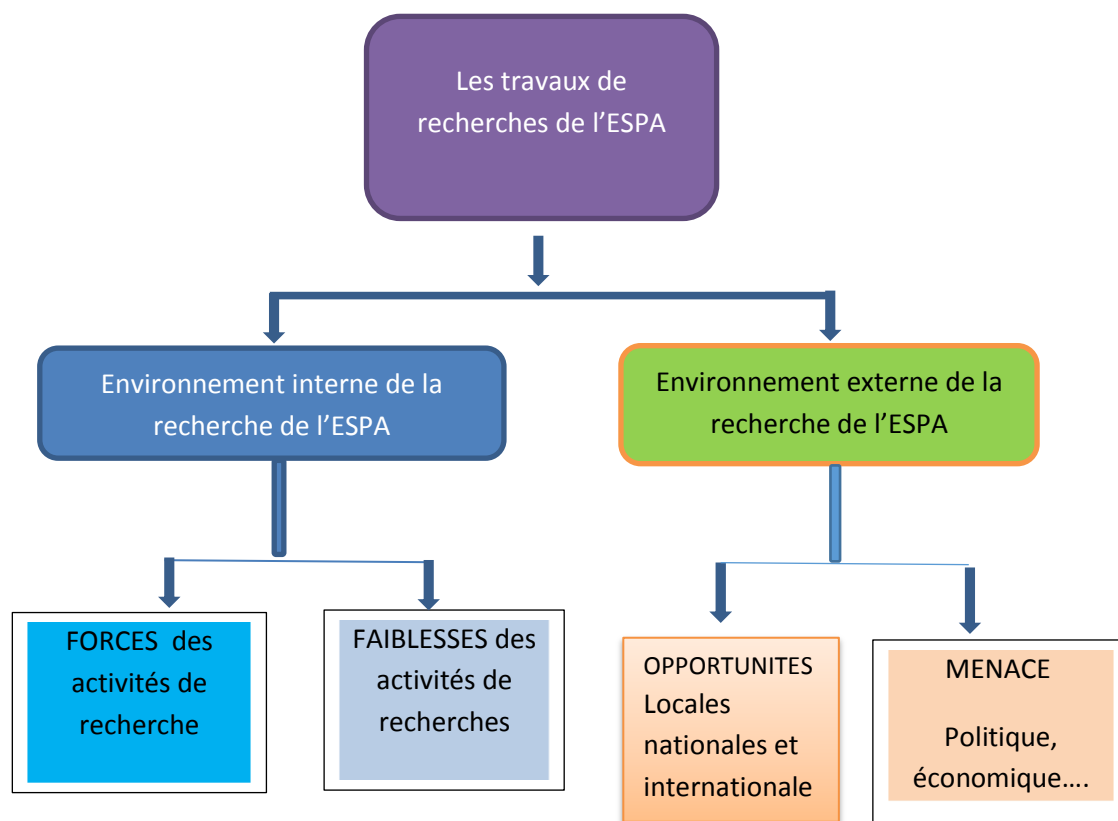 Les travaux de
recherches de l’ESPA
Environnement interne de la
recherche de l’ESPA
Environnement externe de la
recherche de l’ESPA
FORCES des
activités de
recherche
FAIBLESSES des
activités de
recherches
OPPORTUNITES
Locales
nationales et
internationale
MENACE
Politique,
économique….